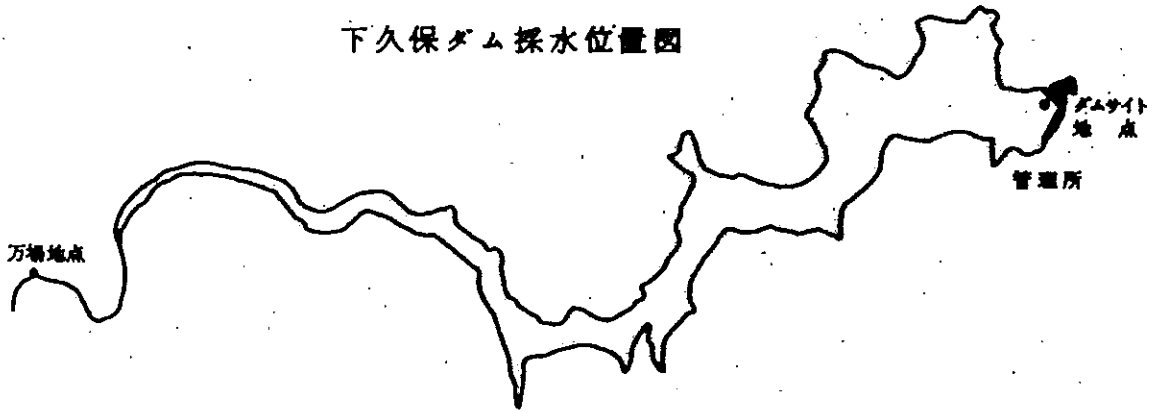 下久保ダム採水位置図
ダムサイト
地点
管理所
万場地点